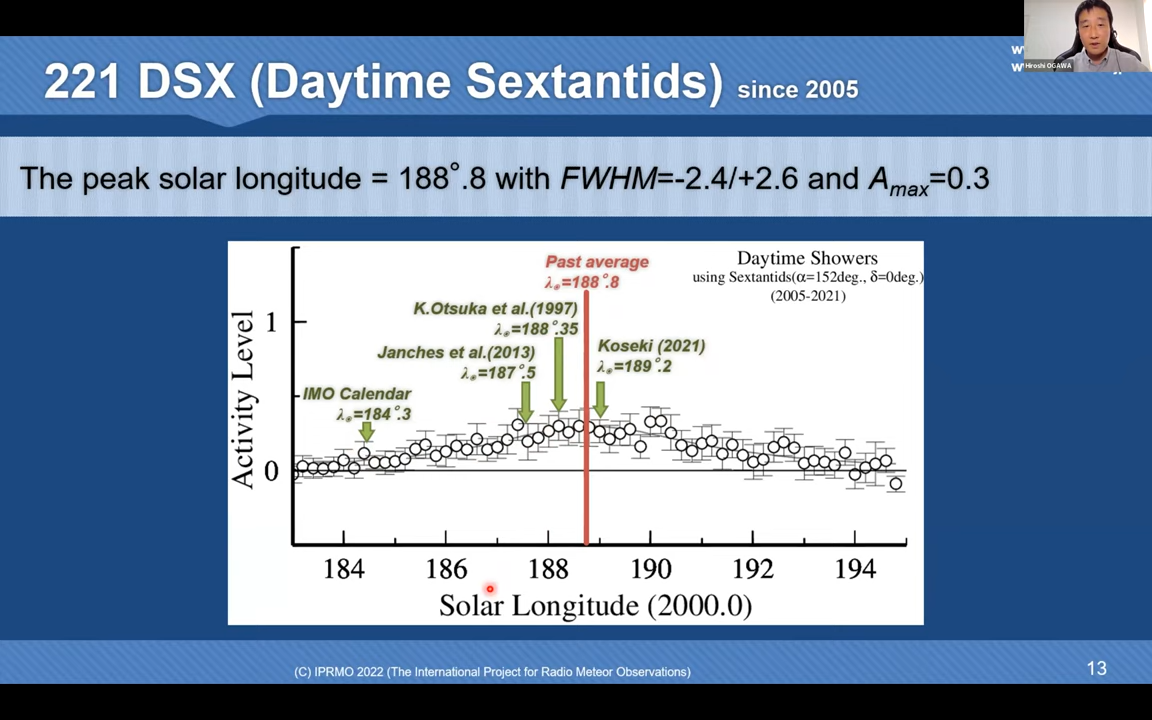 221 DSX (Daytime Sextantids) since 2005
Hiroshi OGAWA
The peak solar longitude = 188°.8 with FWHM=-2.4/+2.6 and Amax=0.3
Daytime Showers
using Sextantids(α=152deg., δ=0deg.)
(2005-2021)
Past average
λ⊙=188°.8
K.Otsuka et al.(1997)
λ⊙=188°.35
Janches et al.(2013)
λ⊙=187°.5
Koseki (2021)
λ⊙=189°.2
IMO Calendar
λ⊙=184°.3
Activity Level
1
0
184 186 188 190 192 194
Solar Longitude (2000.0)
(C) IPRMO 2022 (The International Project for Radio Meteor Observations)
13